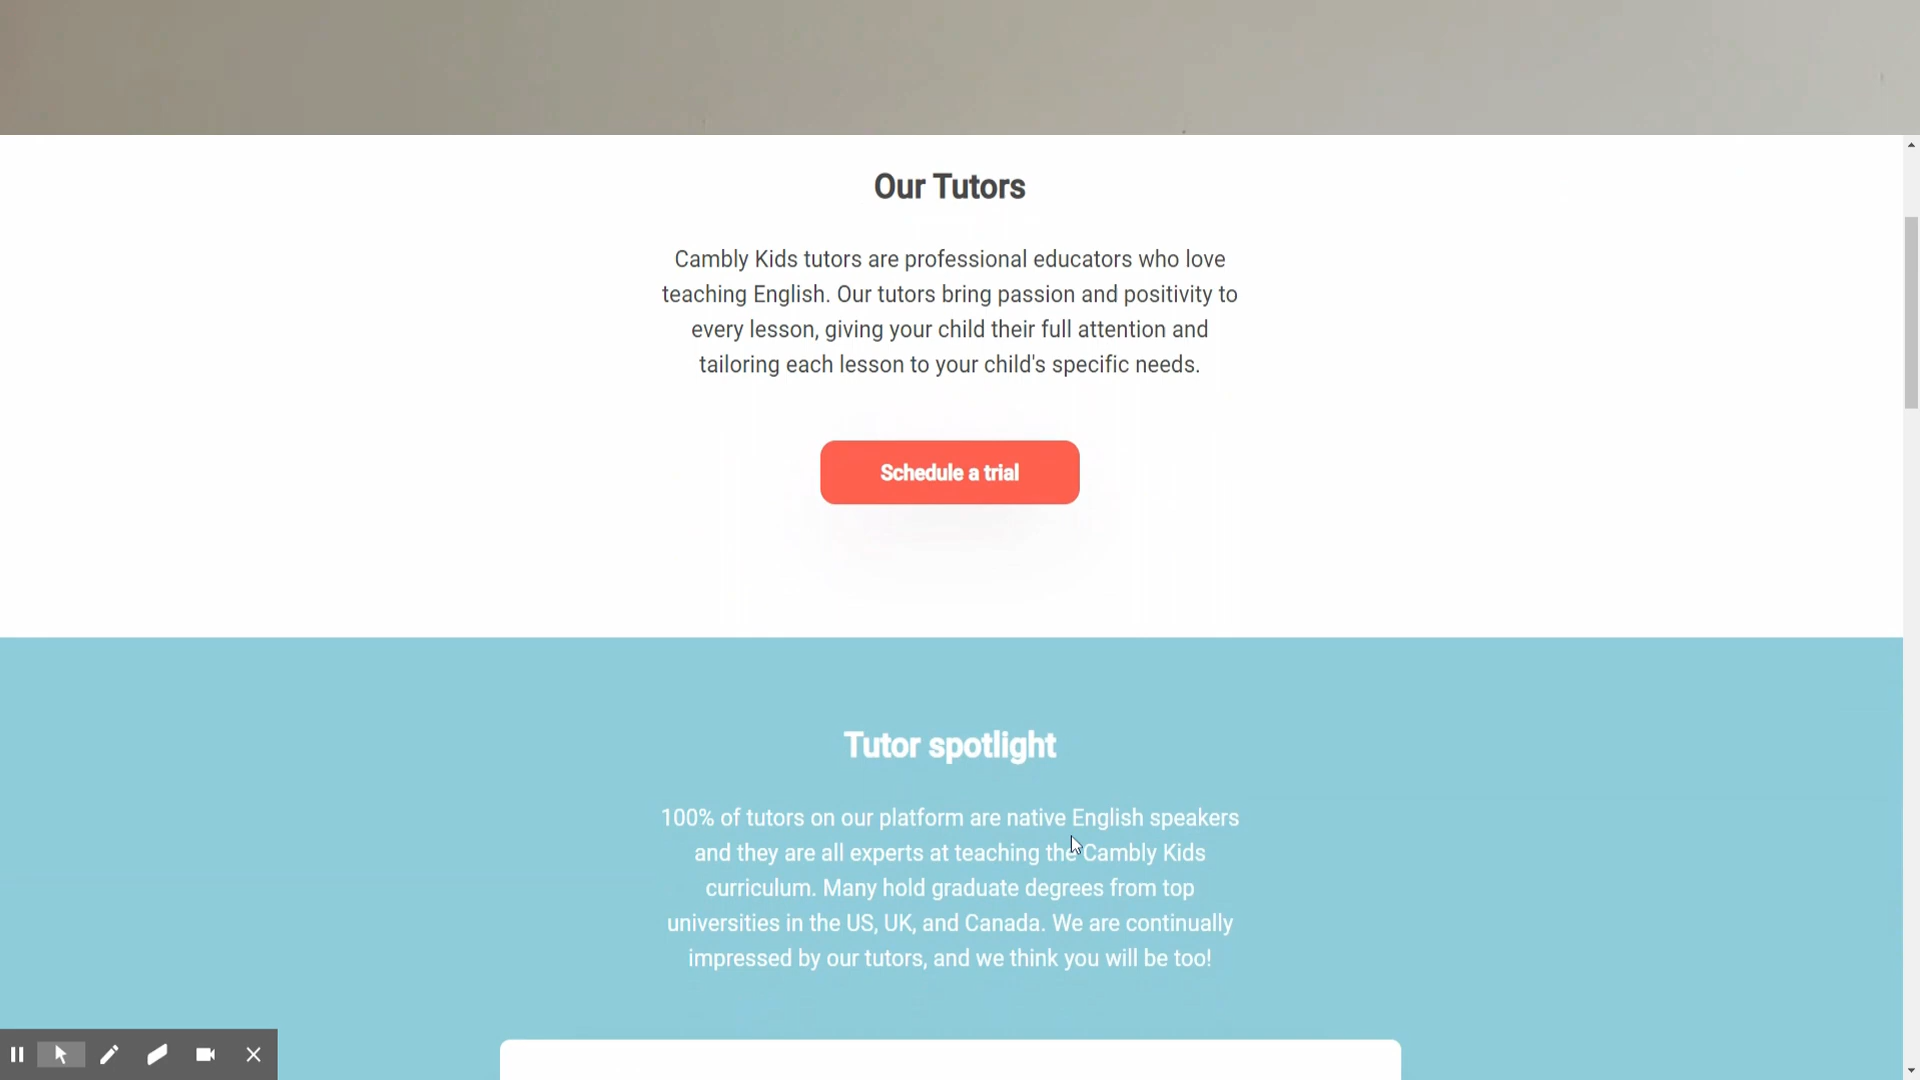 Our Tutors
Cambly Kids tutors are professional educators who love
teaching English. Our tutors bring passion and positivity to
every lesson, giving your child their full attention and
tailoring each lesson to your child's specific needs.
Schedule a trial
Tutor spotlight
100% of tutors on our platform are native English speakers
and they are all experts at teaching the Cambly Kids
curriculum. Many hold graduate degrees from top
universities in the US, UK, and Canada. We are continually
impressed by our tutors, and we think you will be too!